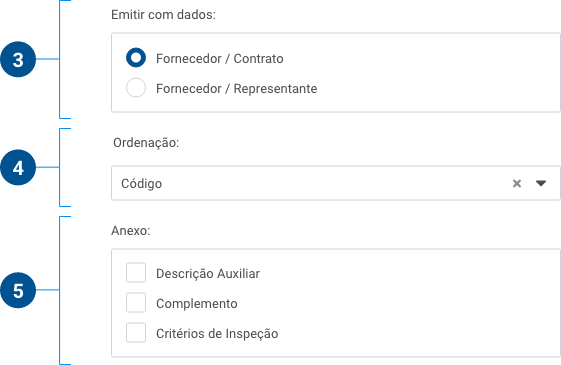 Emitir com dados:
3
Fornecedor / Contrato
Fornecedor / Representante
Ordenação:
4
Código
Anexo:
5
Descrição Auxiliar
Complemento
Critérios de Inspeção